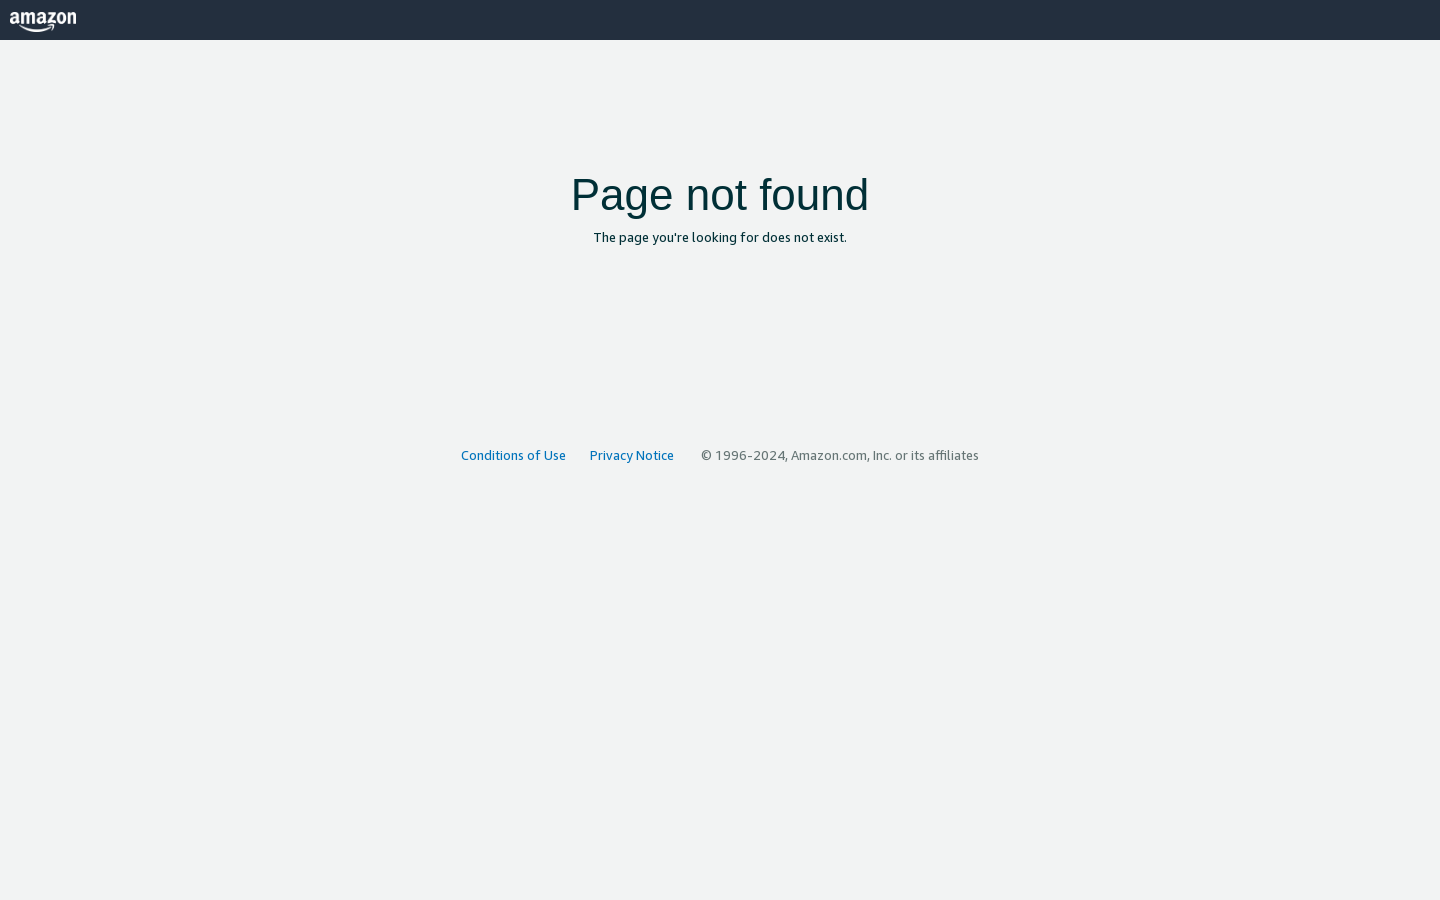 amazon
Page not found
The page you're looking for does not exist.
Conditions of Use Privacy Notice © 1996-2024, Amazon.com, Inc. or its affiliates